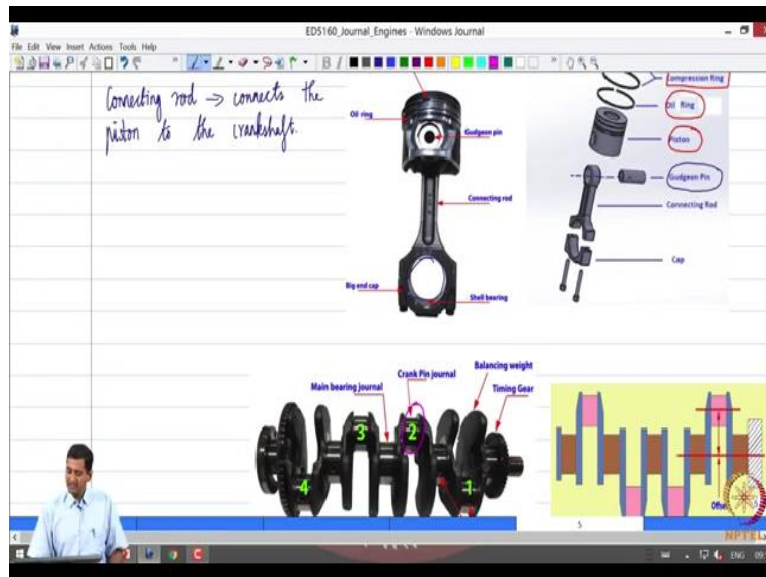 ED5160_Journal_Engines - Windows Journal
File Edit View Insert Actions Tools Help
Connecting rod → connects the
piston to the crankshaft.
Oil ring
Gudgeon pin
Connecting rod
Big end cap
Shell bearing
Compression Ring
Oil Ring
Piston
Gudgeon Pin
Connecting Rod
Cap
Main bearing journal
Crank Pin journal
Balancing weight
Timing Gear
4
3
2
1
Offse
NPTEL
5
ENG